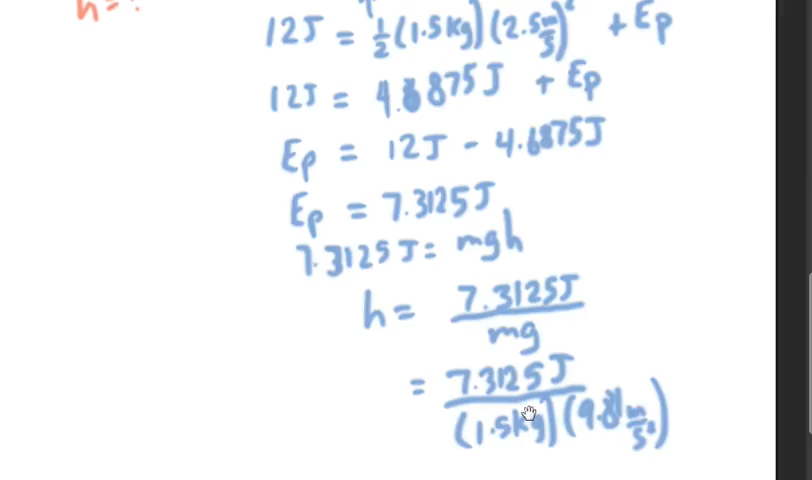 h = ?
12J = ½(1.5kg)(2.5m/s)² + Ep
12J = 4.6875J + Ep
Ep = 12J - 4.6875J
Ep = 7.3125J
7.3125J = mgh
h = 7.3125J / mg
= 7.3125J / (1.5kg)(9.81m/s²)